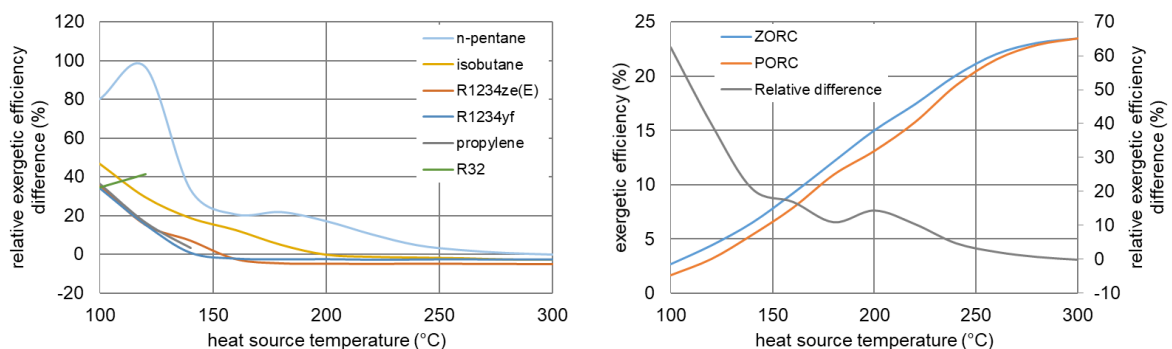 relative exergetic efficiency
difference (%)
120
100
80
60
40
20
0
-20
n-pentane
isobutane
R1234ze(E)
R1234yf
propylene
R32
100
150
200
250
300
heat source temperature (°C)
exergetic efficiency (%)
25
20
15
10
5
0
ZORC
PORC
Relative difference
70
60
50
40
30
20
10
0
-10
relative exergetic efficiency
difference (%)
100
150
200
250
300
heat source temperature (°C)